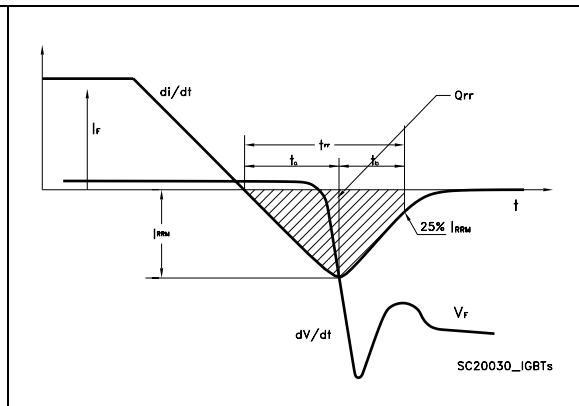 di/dt
Qrr
IF
trr
ta
tb
t
IRRM
25% IRRM
VF
dV/dt
SC20030_IGBTs